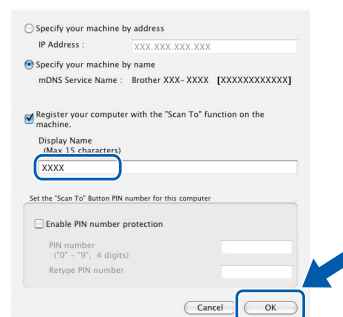 Specify your machine by address
IP Address : XXX.XXX.XXX.XXX
Specify your machine by name
mDNS Service Name : Brother XXX- XXXX [XXXXXXXXXXXX]
Register your computer with the "Scan To" function on the
machine.
Display Name
(Max 15 characters)
XXXX
Set the "Scan To" Button PIN number for this computer
Enable PIN number protection
PIN number
("0" - "9", 4 digits)
Retype PIN number
Cancel OK